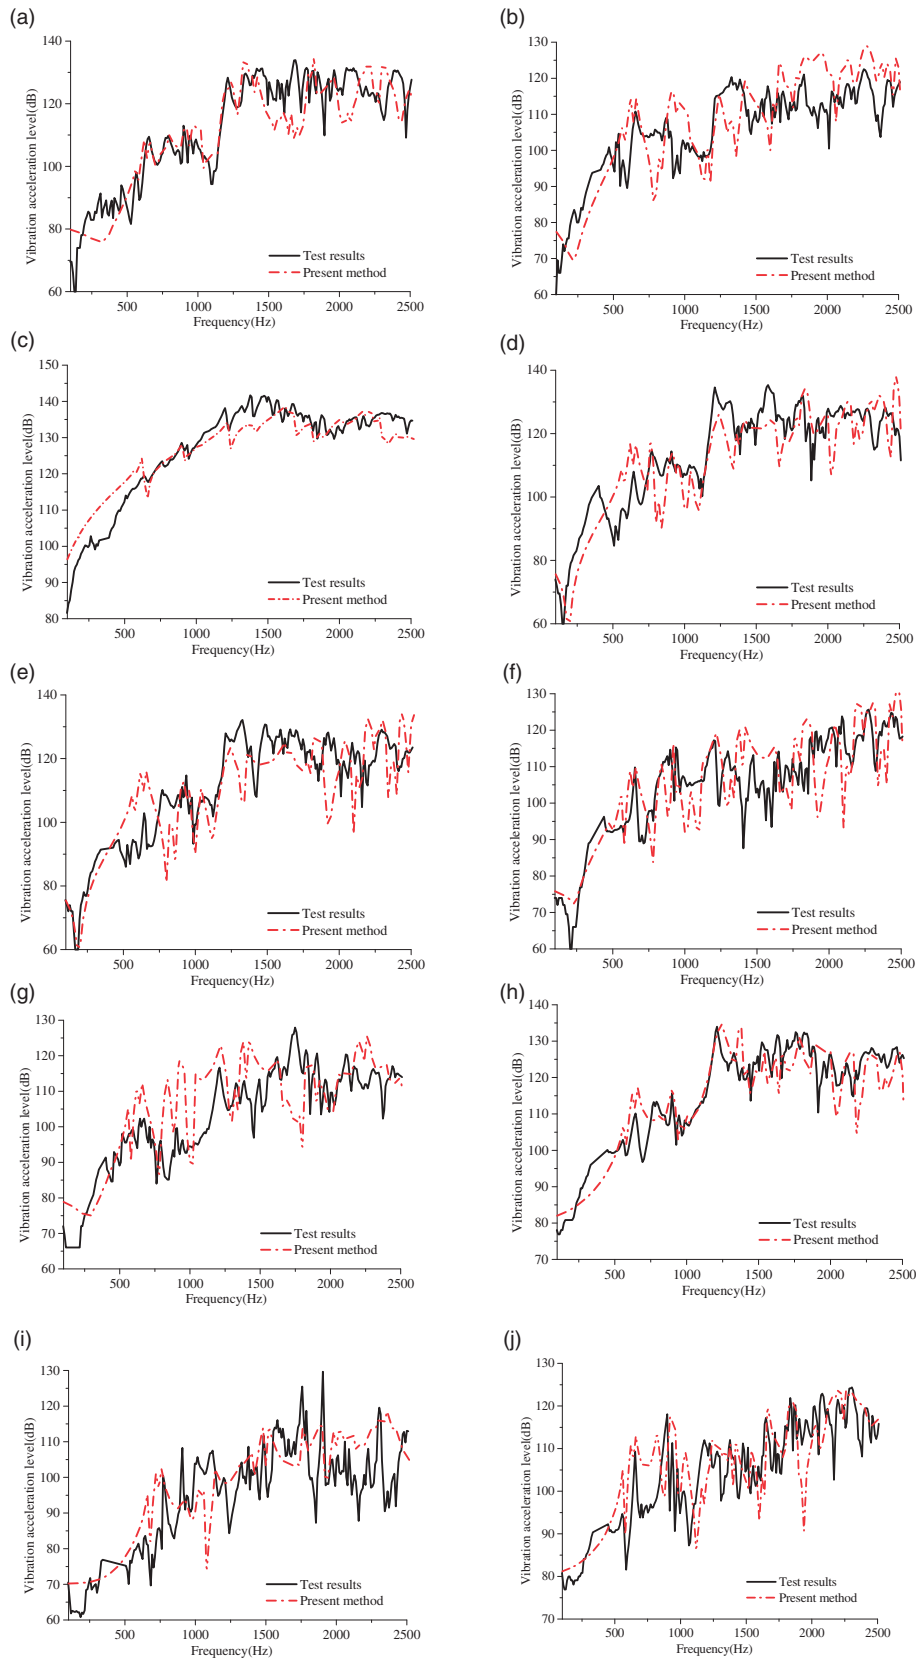 (a)
140
120
100
80
60
Vibration acceleration level(dB)
Test results
Present method
500 1000 1500 2000 2500
Frequency(Hz)
(b)
130
120
110
100
90
80
70
60
Vibration acceleration level(dB)
Test results
Present method
500 1000 1500 2000 2500
Frequency(Hz)
(c)
150
140
130
120
110
100
90
80
Vibration acceleration level(dB)
Test results
Present method
500 1000 1500 2000 2500
Frequency(Hz)
(d)
140
120
100
80
60
Vibration acceleration level(dB)
Test results
Present method
500 1000 1500 2000 2500
Frequency(Hz)
(e)
140
120
100
80
60
Vibration acceleration level(dB)
Test results
Present method
500 1000 1500 2000 2500
Frequency(Hz)
(f)
130
120
110
100
90
80
70
60
Vibration acceleration level(dB)
Test results
Present method
500 1000 1500 2000 2500
Frequency(Hz)
(g)
130
120
110
100
90
80
70
60
Vibration acceleration level(dB)
Test results
Present method
500 1000 1500 2000 2500
Frequency(Hz)
(h)
140
130
120
110
100
90
80
70
Vibration acceleration level(dB)
Test results
Present method
500 1000 1500 2000 2500
Frequency(Hz)
(i)
130
120
110
100
90
80
70
60
Vibration acceleration level(dB)
Test results
Present method
500 1000 1500 2000 2500
Frequency(Hz)
(j)
130
120
110
100
90
80
70
Vibration acceleration level(dB)
Test results
Present method
500 1000 1500 2000 2500
Frequency(Hz)